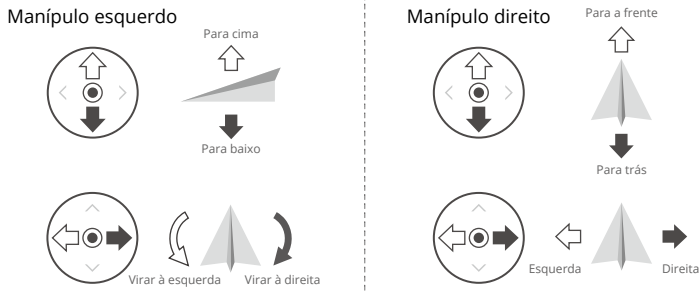 Manípulo esquerdo
Para cima
Para baixo
Virar à esquerda
Virar à direita
Manípulo direito
Para a frente
Para trás
Esquerda
Direita